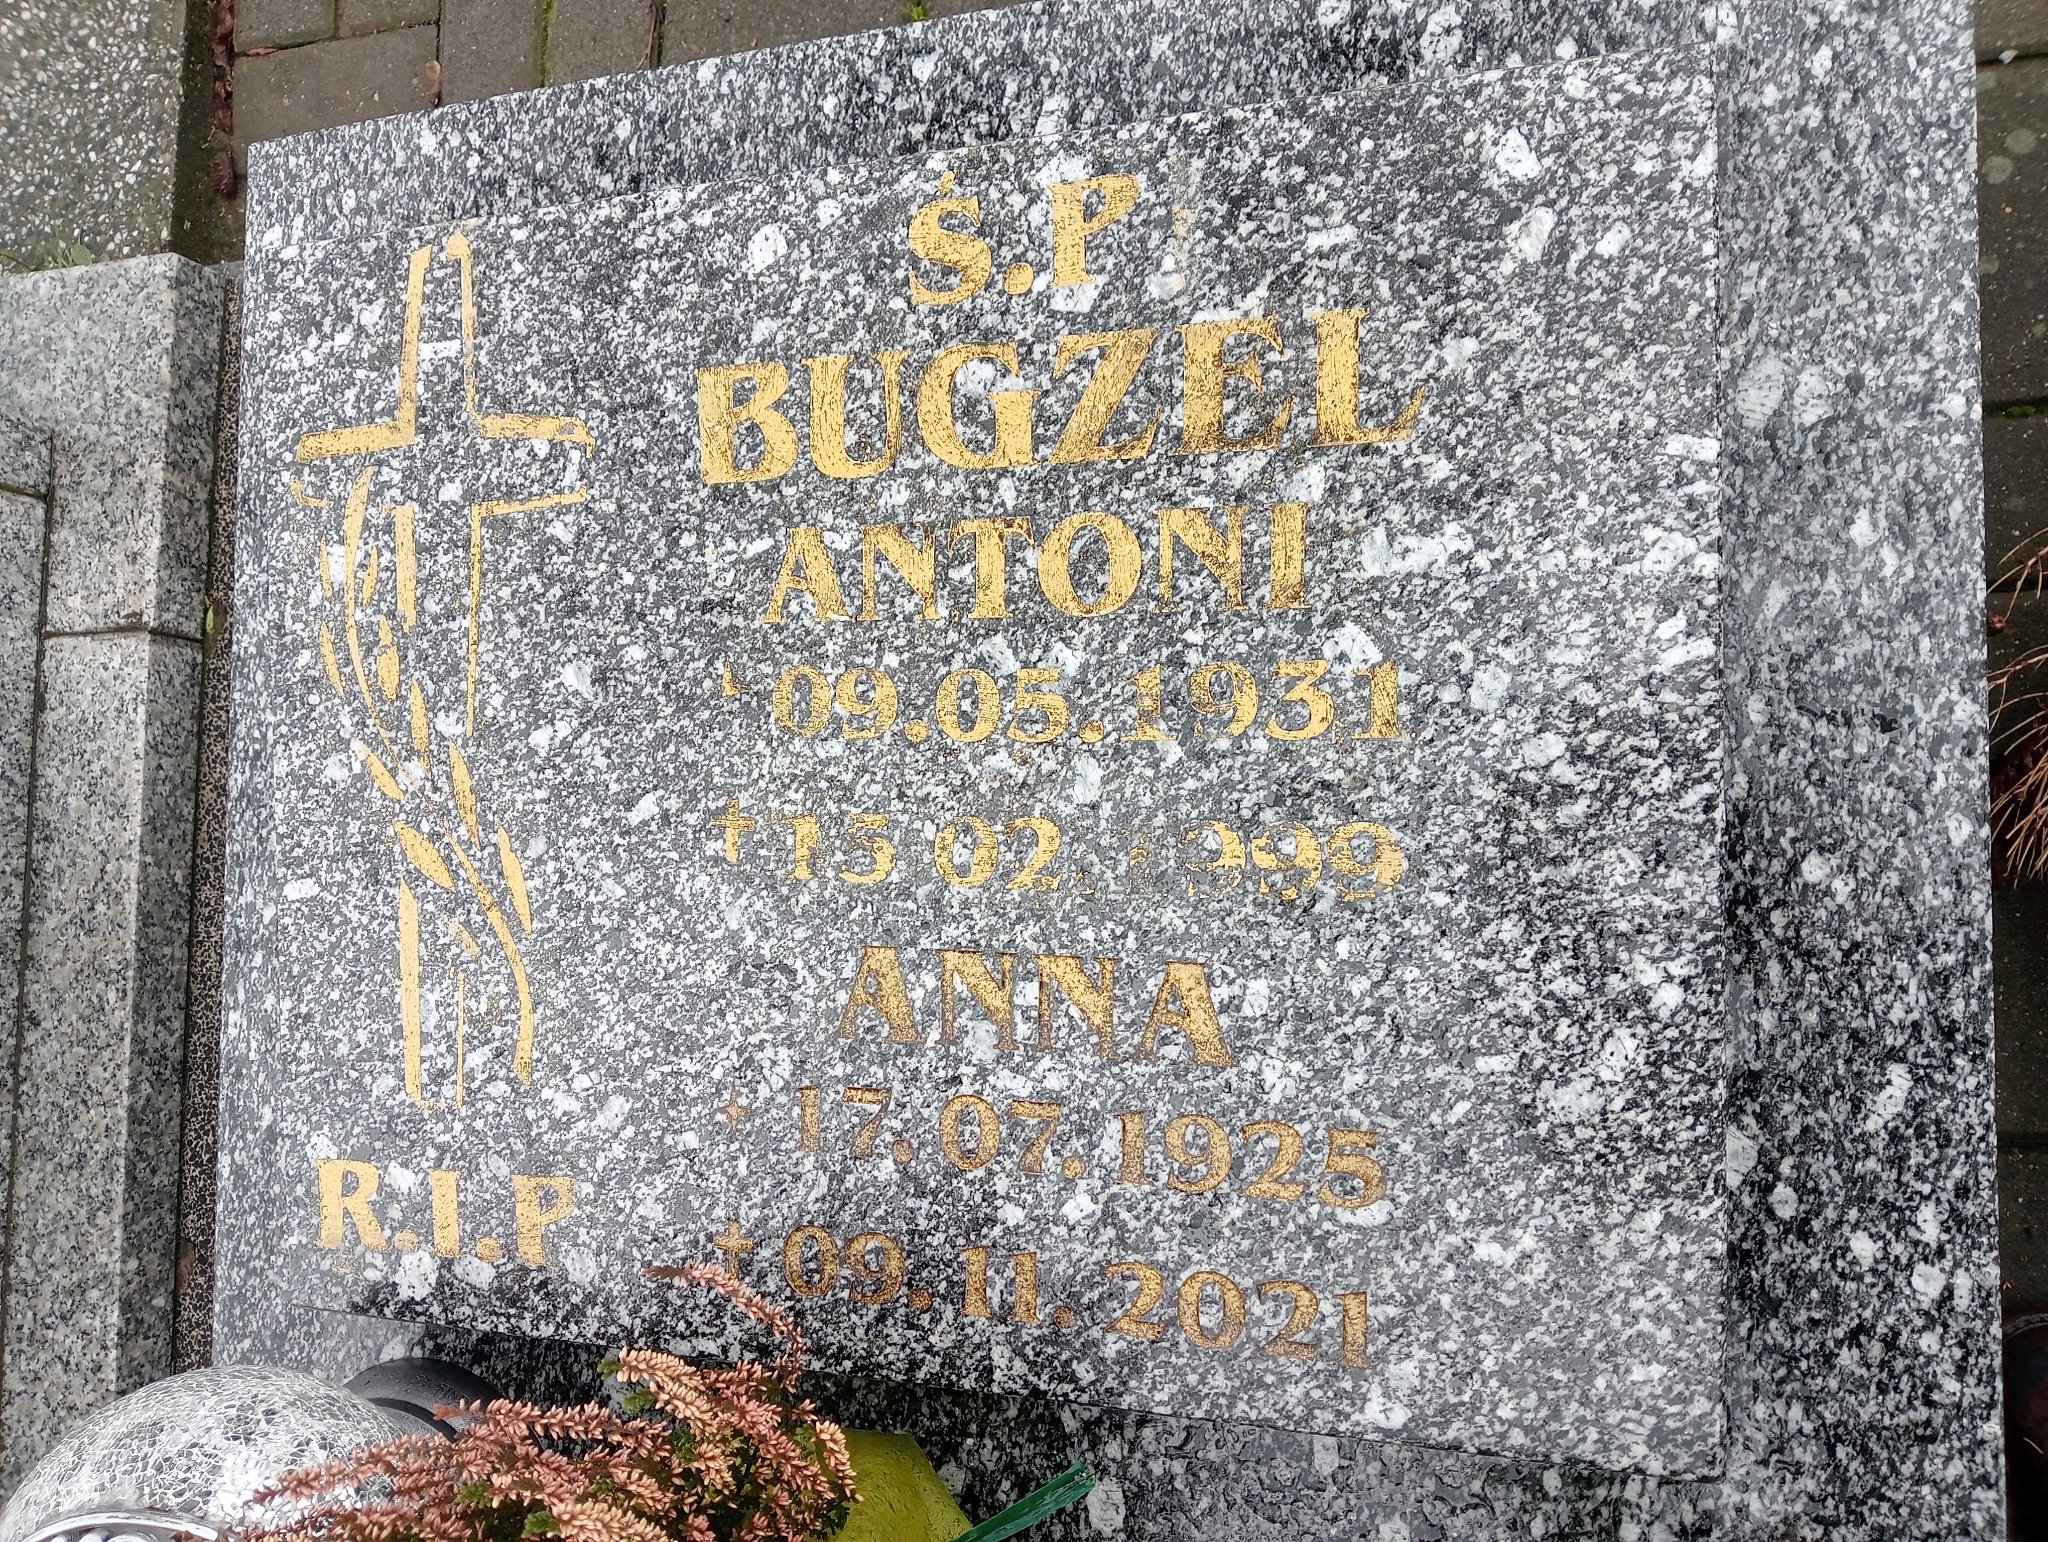 Ś.P
BUGZEL
ANTONI
* 09.05.1931
† 15.02.1999
ANNA
* 17.07.1925
† 09.11.2021
R.I.P